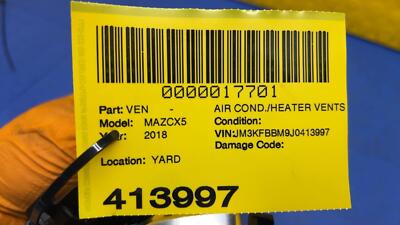 0000017701
Part: VEN - AIR COND./HEATER VENTS
Model: MAZCX5 Condition:
Year: 2018 VIN:JM3KFBBM9J0413997
Damage Code:
Location: YARD
413997